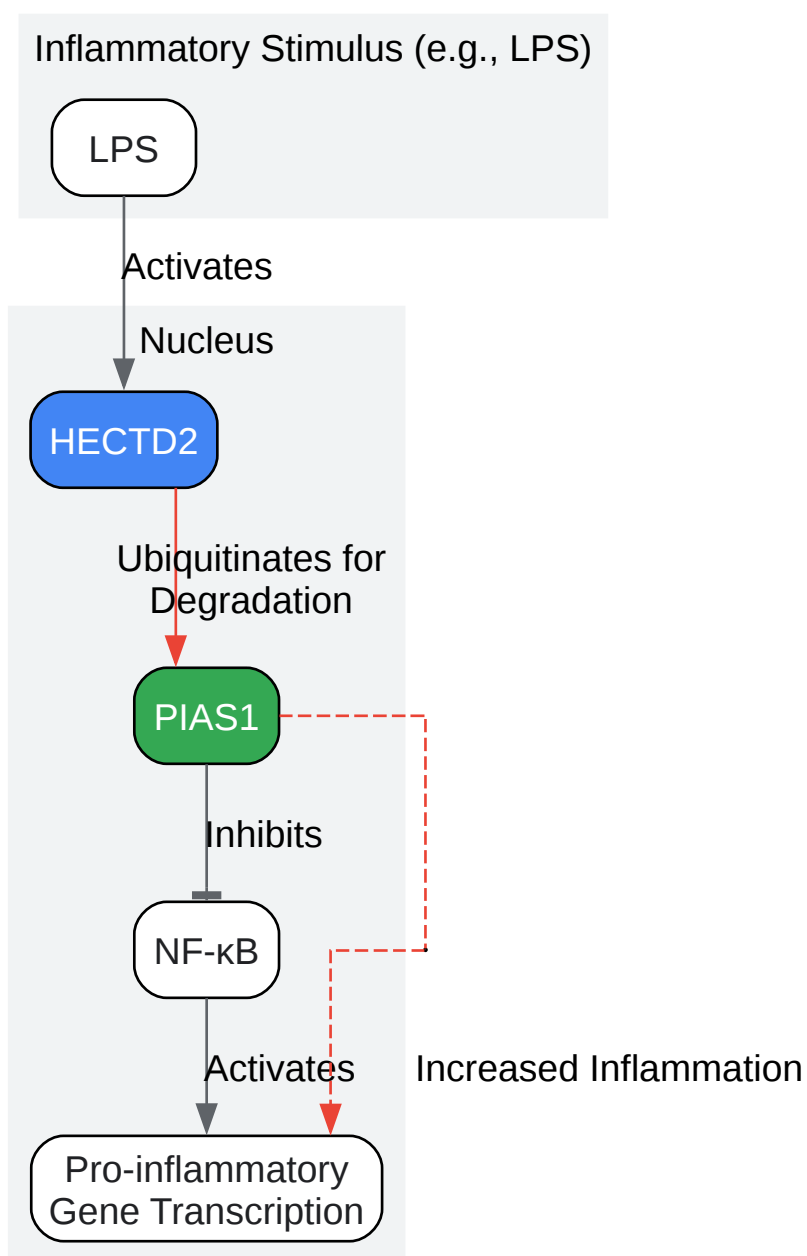 Inflammatory Stimulus (e.g., LPS)
LPS
Activates
Nucleus
HECTD2
Ubiquitinates for
Degradation
PIAS1
Inhibits
NF-κB
Activates
Increased Inflammation
Pro-inflammatory
Gene Transcription